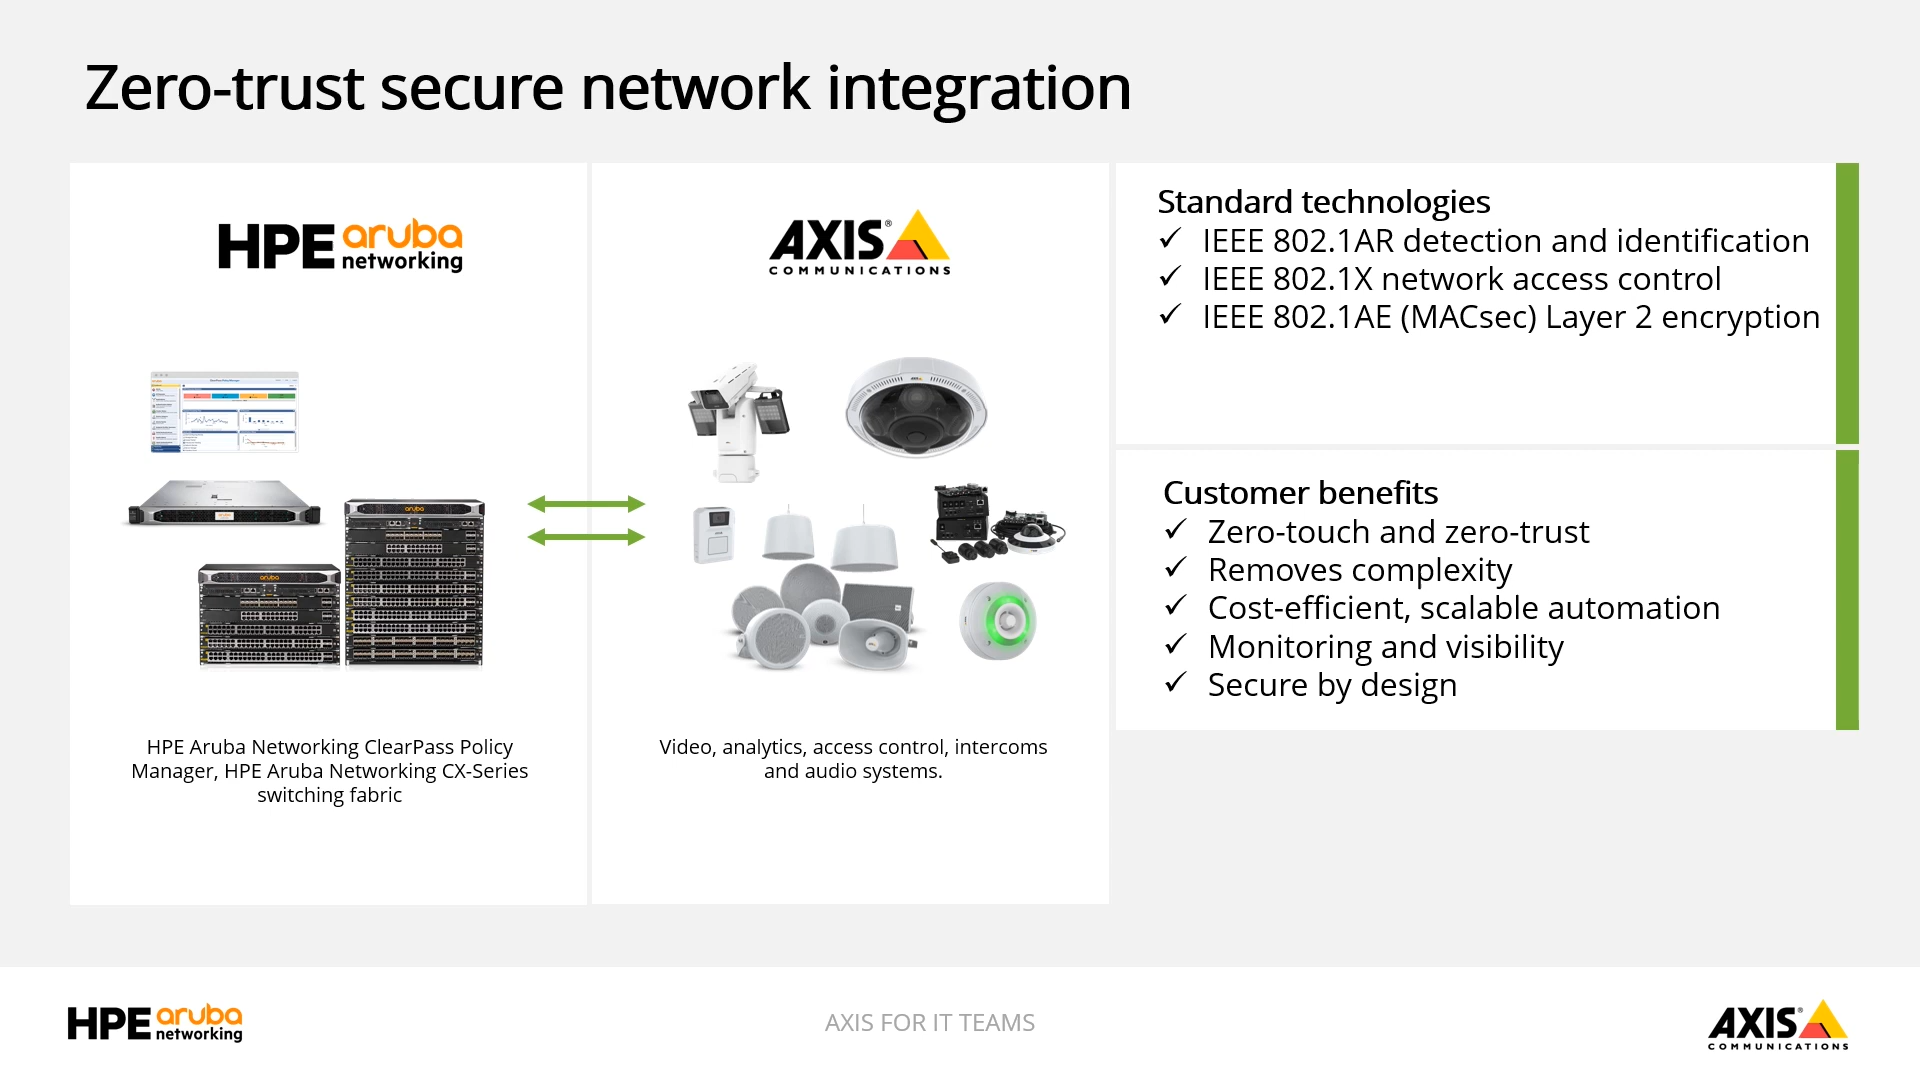 Zero-trust secure network integration
HPE aruba
networking
AXIS®
COMMUNICATIONS
aruba
aruba
HPE Aruba Networking ClearPass Policy
Manager, HPE Aruba Networking CX-Series
switching fabric
Video, analytics, access control, intercoms
and audio systems.
Standard technologies
✓ IEEE 802.1AR detection and identification
✓ IEEE 802.1X network access control
✓ IEEE 802.1AE (MACsec) Layer 2 encryption
Customer benefits
✓ Zero-touch and zero-trust
✓ Removes complexity
✓ Cost-efficient, scalable automation
✓ Monitoring and visibility
✓ Secure by design
HPE aruba
networking
AXIS FOR IT TEAMS
AXIS®
COMMUNICATIONS